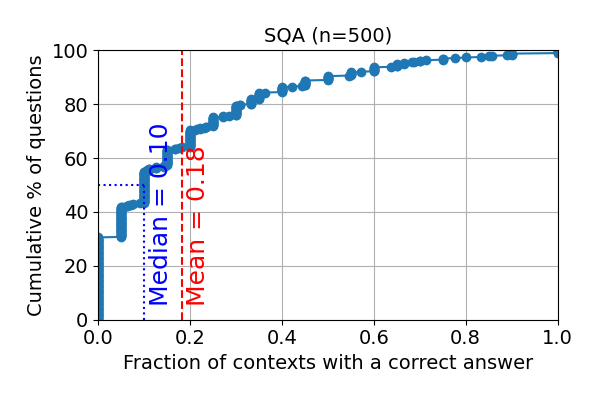 SQA (n=500)
Cumulative % of questions
100
80
60
40
20
0
Median = 0.10
Mean = 0.18
0.0 0.2 0.4 0.6 0.8 1.0
Fraction of contexts with a correct answer